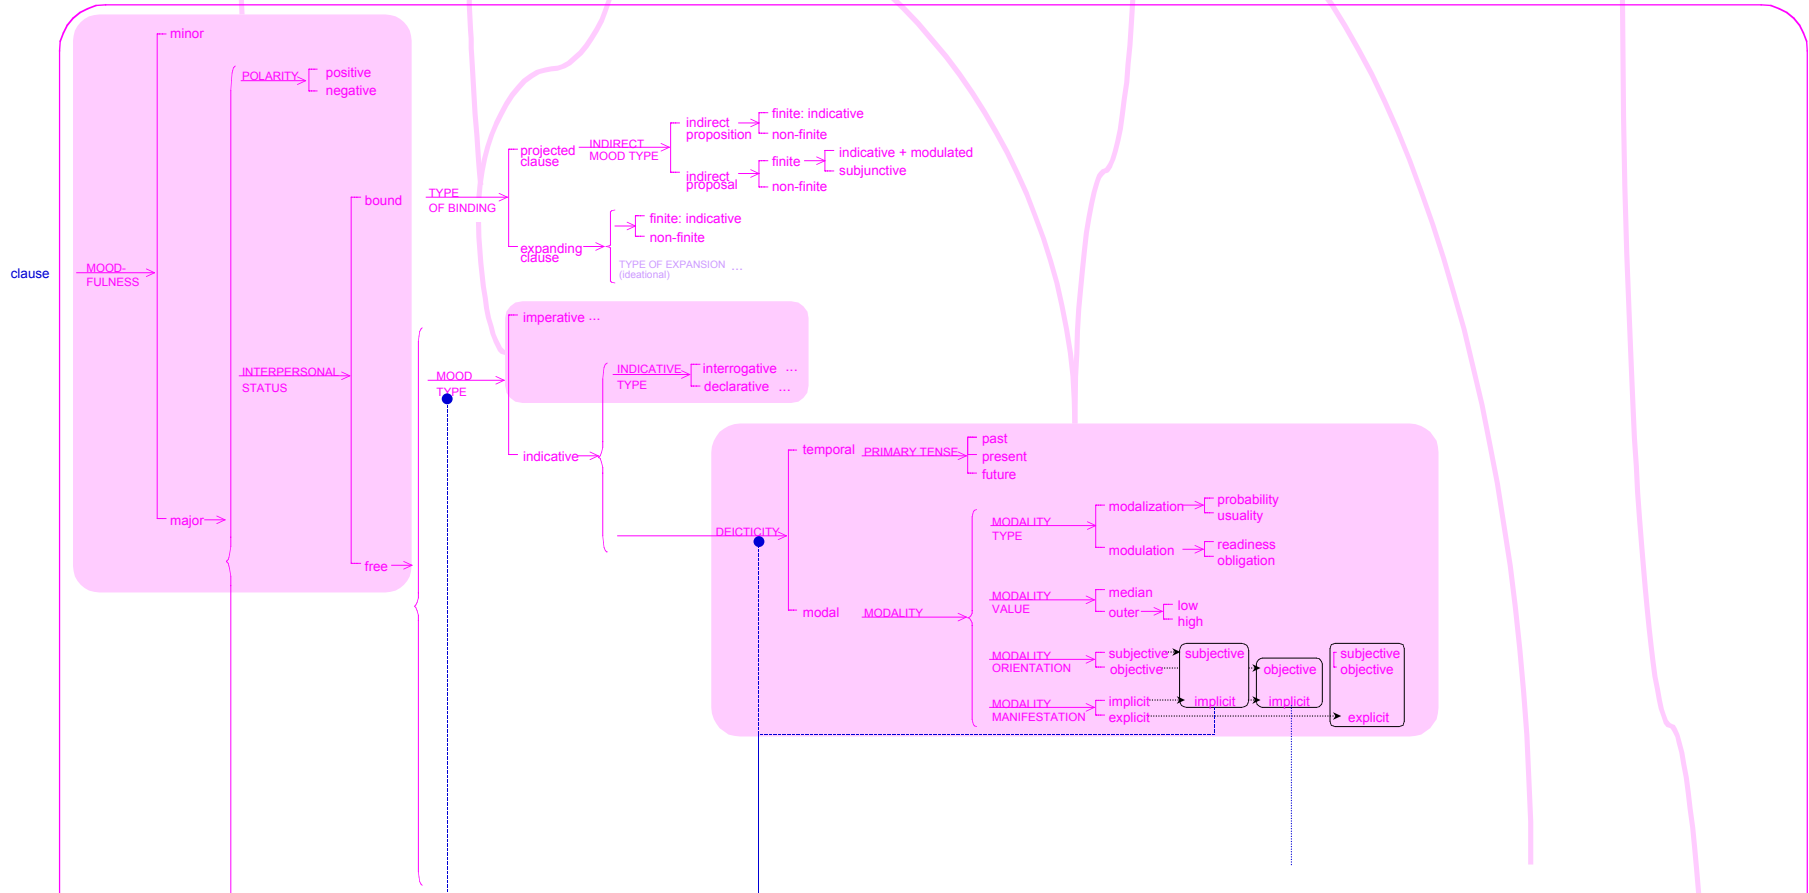 minor
POLARITY
positive
negative
finite: indicative
indirect
proposition
non-finite
INDIRECT
MOOD TYPE
projected
clause
indicative + modulated
finite
subjunctive
indirect
proposal
non-finite
bound
TYPE
OF BINDING
finite: indicative
non-finite
expanding
clause
TYPE OF EXPANSION ...
(ideational)
clause
MOOD-
FULNESS
imperative ...
INTERPERSONAL
STATUS
MOOD
TYPE
INDICATIVE
TYPE
interrogative ...
declarative ...
indicative
temporal
PRIMARY TENSE
past
present
future
major
free
DEICTICITY
MODALITY
TYPE
modalization
probability
usuality
modulation
readiness
obligation
modal
MODALITY
MODALITY
VALUE
median
outer
low
high
MODALITY
ORIENTATION
subjective
objective
subjective
objective
subjective
objective
MODALITY
MANIFESTATION
implicit
explicit
implicit
implicit
explicit